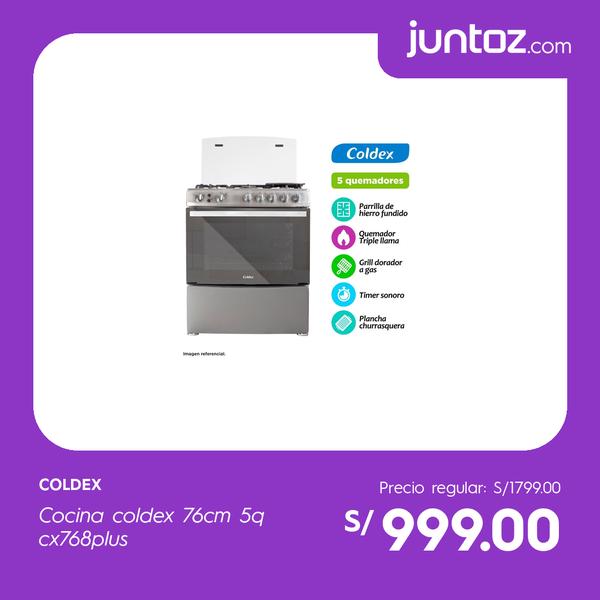 juntoz.com
Coldex
5 quemadores
Parrilla de
hierro fundido
Quemador
Triple llama
Grill dorador
a gas
Timer sonoro
Plancha
churrasquera
Coldex
Imagen referencial.
COLDEX
Cocina coldex 76cm 5q
cx768plus
Precio regular: S/1799.00
S/ 999.00